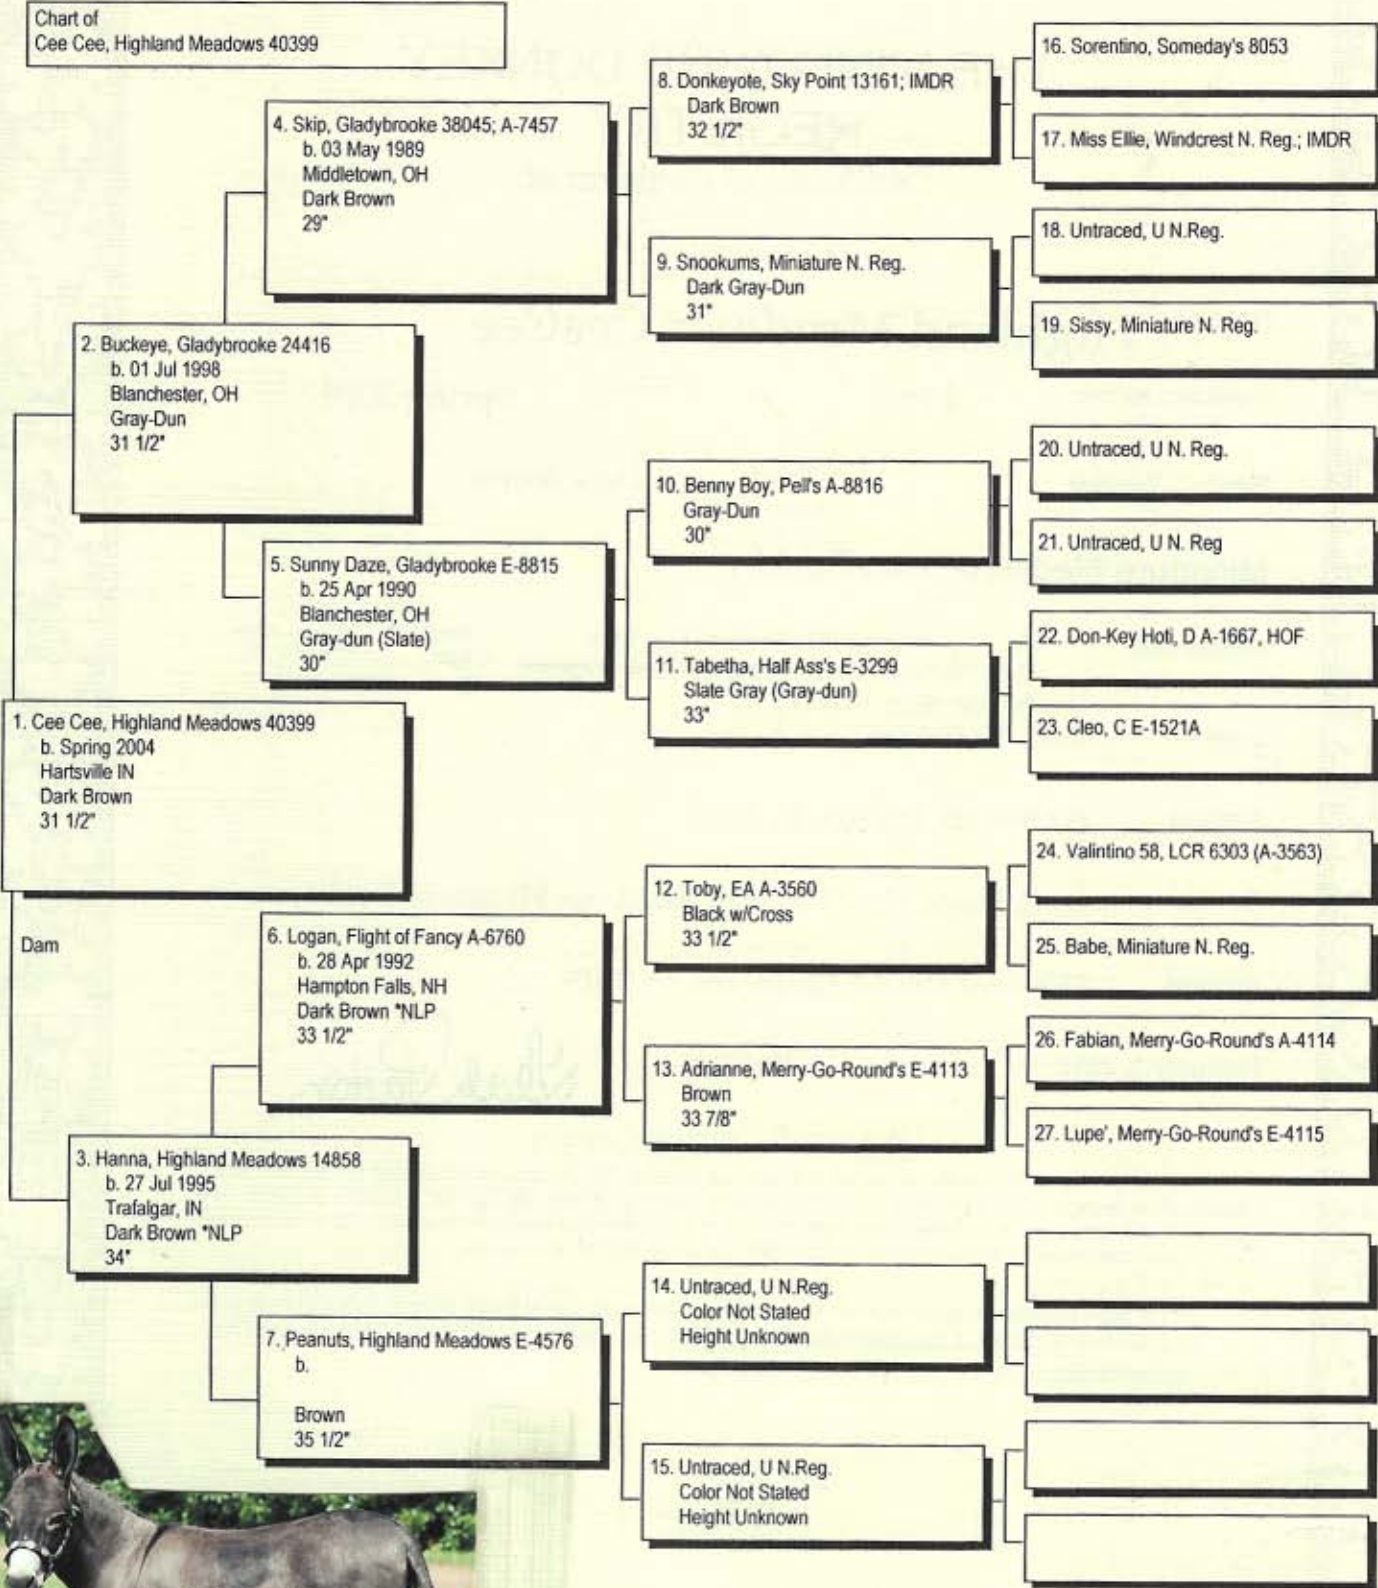 Chart of
Cee Cee, Highland Meadows 40399
1. Cee Cee, Highland Meadows 40399
b. Spring 2004
Hartsville IN
Dark Brown
31 1/2"
Dam
2. Buckeye, Gladybrooke 24416
b. 01 Jul 1998
Blanchester, OH
Gray-Dun
31 1/2"
3. Hanna, Highland Meadows 14858
b. 27 Jul 1995
Trafalgar, IN
Dark Brown *NLP
34"
4. Skip, Gladybrooke 38045; A-7457
b. 03 May 1989
Middletown, OH
Dark Brown
29"
5. Sunny Daze, Gladybrooke E-8815
b. 25 Apr 1990
Blanchester, OH
Gray-dun (Slate)
30"
6. Logan, Flight of Fancy A-6760
b. 28 Apr 1992
Hampton Falls, NH
Dark Brown *NLP
33 1/2"
7. Peanuts, Highland Meadows E-4576
b.
Brown
35 1/2"
8. Donkeyote, Sky Point 13161; IMDR
Dark Brown
32 1/2"
9. Snookums, Miniature N. Reg.
Dark Gray-Dun
31"
10. Benny Boy, Pell's A-8816
Gray-Dun
30"
11. Tabetha, Half Ass's E-3299
Slate Gray (Gray-dun)
33"
12. Toby, EA A-3560
Black w/Cross
33 1/2"
13. Adrianne, Merry-Go-Round's E-4113
Brown
33 7/8"
14. Untraced, U N.Reg.
Color Not Stated
Height Unknown
15. Untraced, U N.Reg.
Color Not Stated
Height Unknown
16. Sorentino, Someday's 8053
17. Miss Ellie, Windcrest N. Reg.; IMDR
18. Untraced, U N.Reg.
19. Sissy, Miniature N. Reg.
20. Untraced, U N. Reg.
21. Untraced, U N. Reg
22. Don-Key Hoti, D A-1667, HOF
23. Cleo, C E-1521A
24. Valintino 58, LCR 6303 (A-3563)
25. Babe, Miniature N. Reg.
26. Fabian, Merry-Go-Round's A-4114
27. Lupe', Merry-Go-Round's E-4115